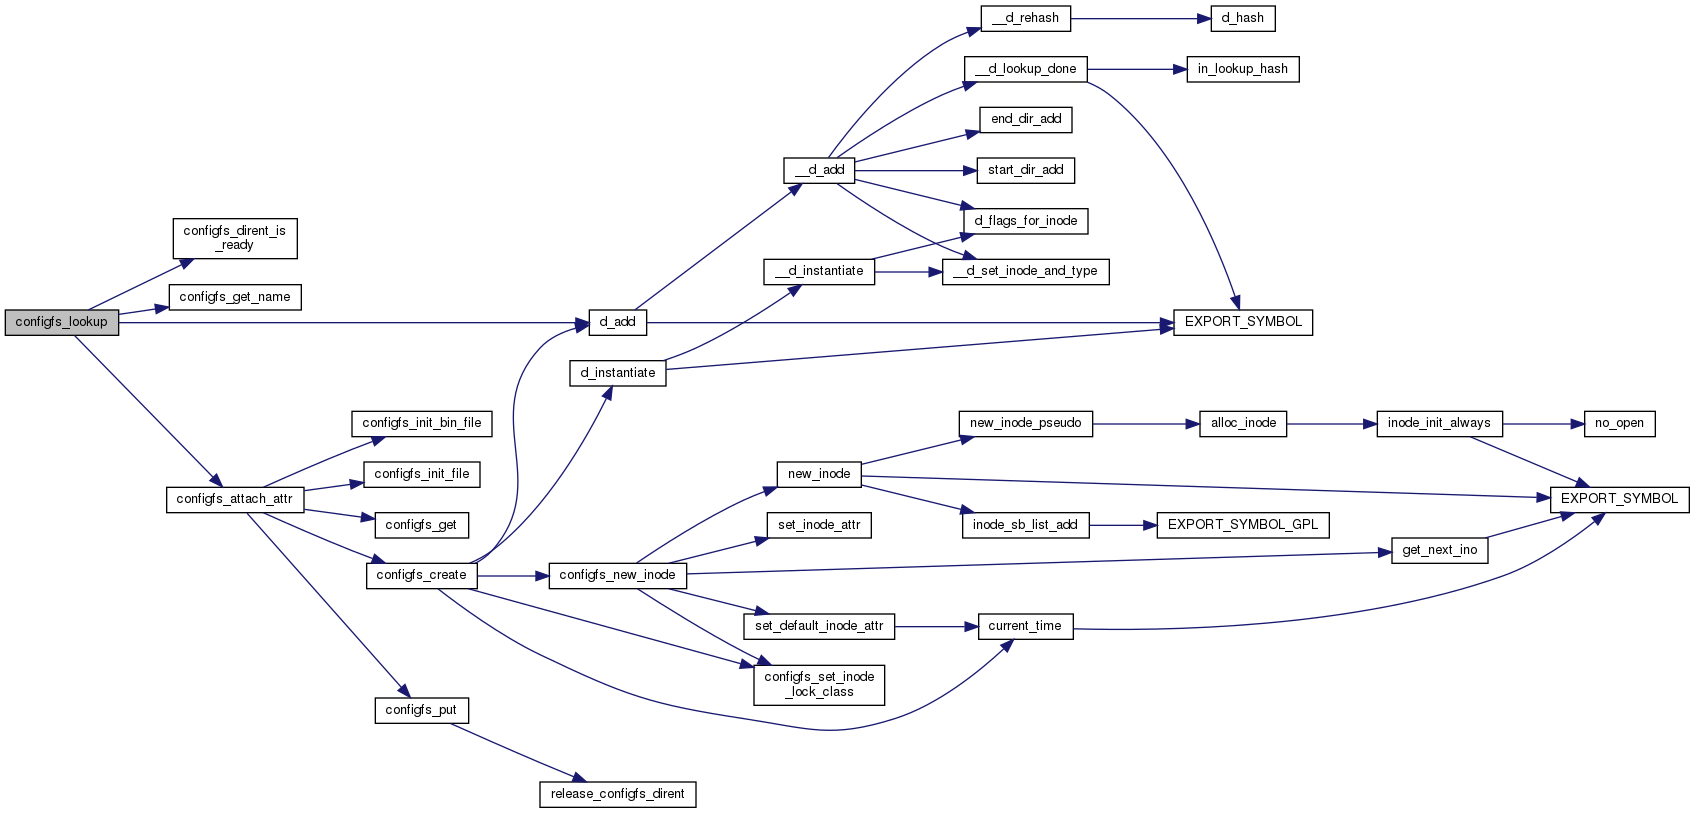 __d_rehash
d_hash
__d_lookup_done
in_lookup_hash
end_dir_add
__d_add
start_dir_add
d_flags_for_inode
configfs_dirent_is
_ready
__d_instantiate
__d_set_inode_and_type
configfs_get_name
configfs_lookup
d_add
EXPORT_SYMBOL
d_instantiate
configfs_init_bin_file
new_inode_pseudo
alloc_inode
inode_init_always
no_open
configfs_init_file
new_inode
configfs_attach_attr
EXPORT_SYMBOL
configfs_get
set_inode_attr
inode_sb_list_add
EXPORT_SYMBOL_GPL
get_next_ino
configfs_create
configfs_new_inode
set_default_inode_attr
current_time
configfs_set_inode
_lock_class
configfs_put
release_configfs_dirent